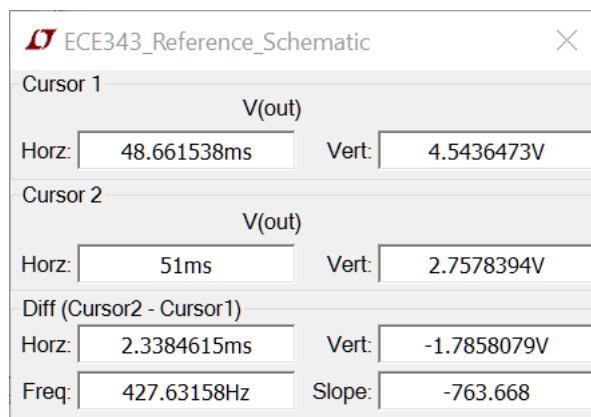 ECE343_Reference_Schematic
Cursor 1
V(out)
Horz: 48.661538ms Vert: 4.5436473V
Cursor 2
V(out)
Horz: 51ms Vert: 2.7578394V
Diff (Cursor2 - Cursor1)
Horz: 2.3384615ms Vert: -1.7858079V
Freq: 427.63158Hz Slope: -763.668